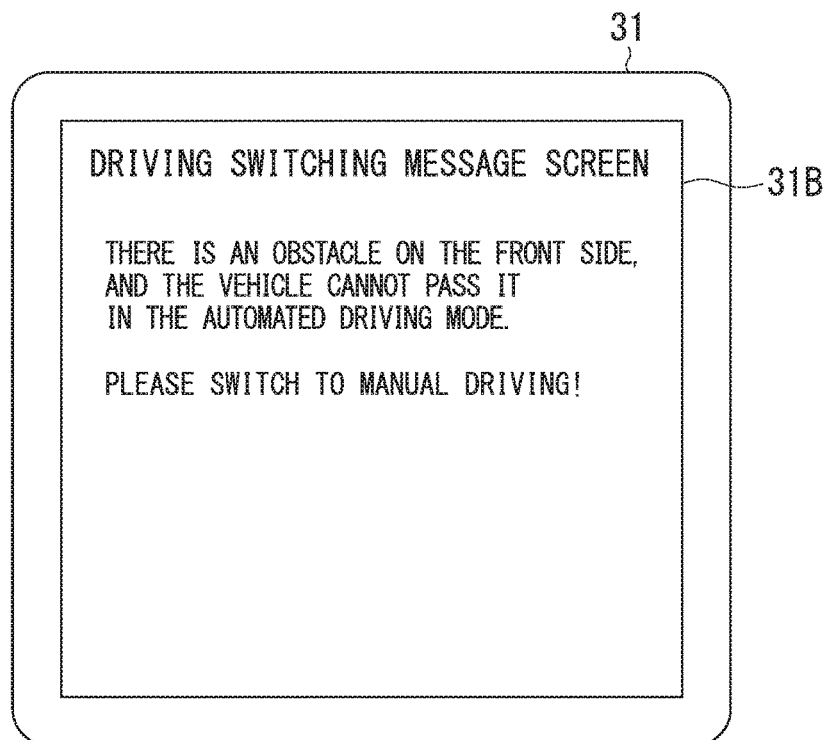 31
DRIVING SWITCHING MESSAGE SCREEN
31B
THERE IS AN OBSTACLE ON THE FRONT SIDE,
AND THE VEHICLE CANNOT PASS IT
IN THE AUTOMATED DRIVING MODE.
PLEASE SWITCH TO MANUAL DRIVING!